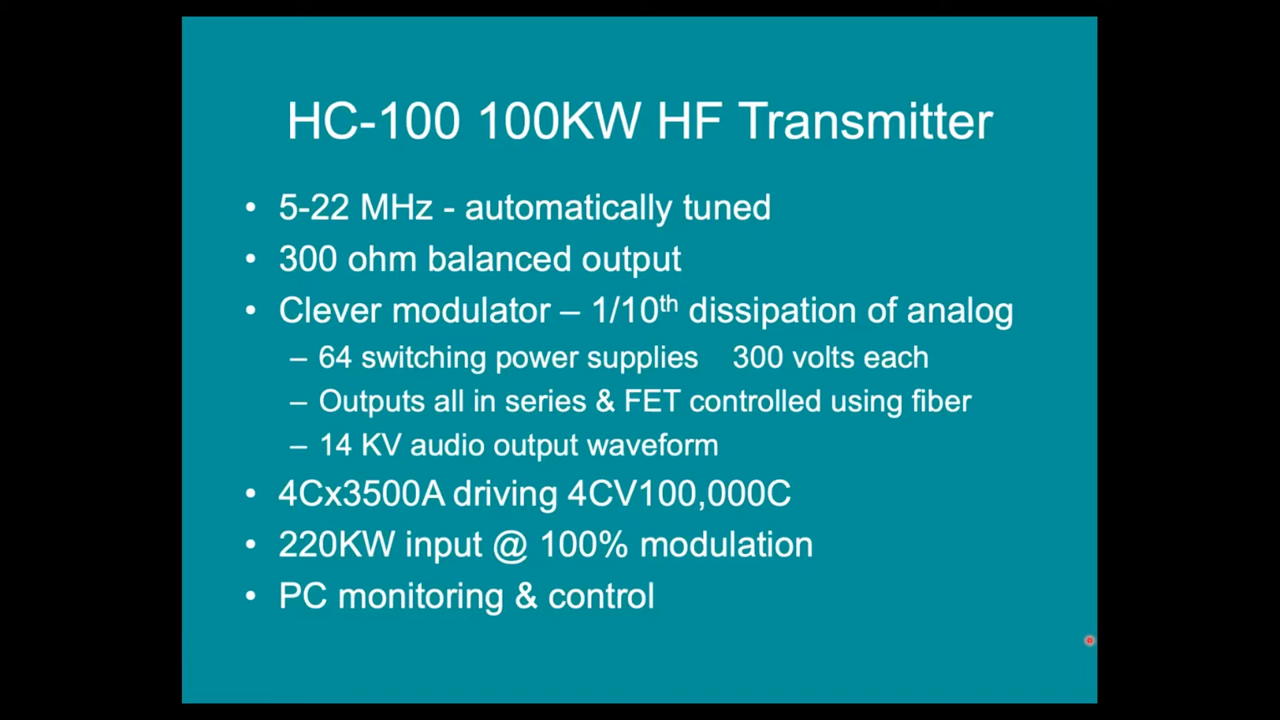 HC-100 100KW HF Transmitter
• 5-22 MHz - automatically tuned
• 300 ohm balanced output
• Clever modulator – 1/10th dissipation of analog
– 64 switching power supplies 300 volts each
– Outputs all in series & FET controlled using fiber
– 14 KV audio output waveform
• 4Cx3500A driving 4CV100,000C
• 220KW input @ 100% modulation
• PC monitoring & control